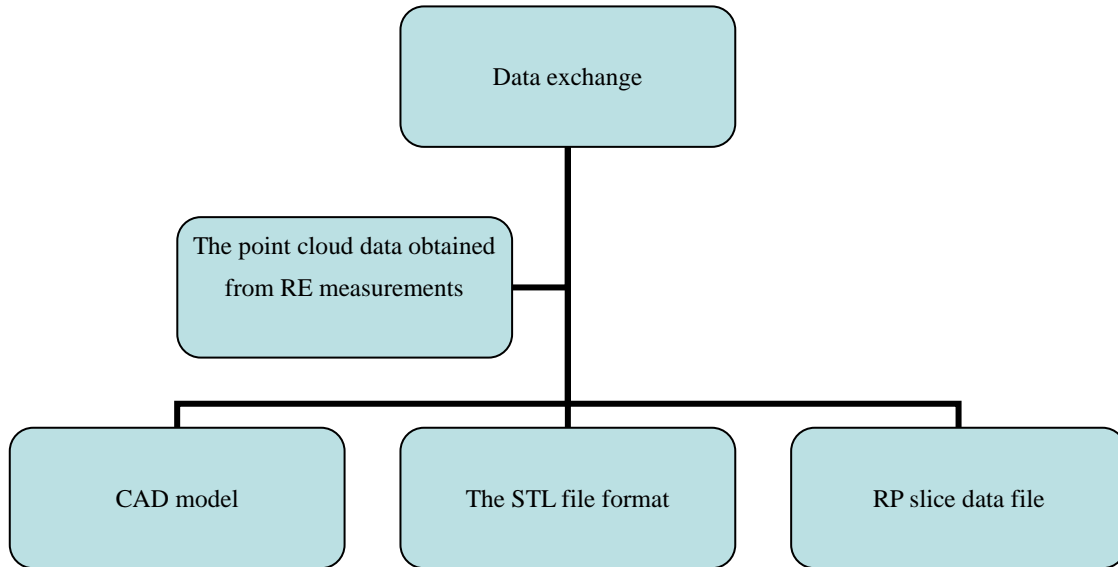 Data exchange
The point cloud data obtained
from RE measurements
CAD model
The STL file format
RP slice data file